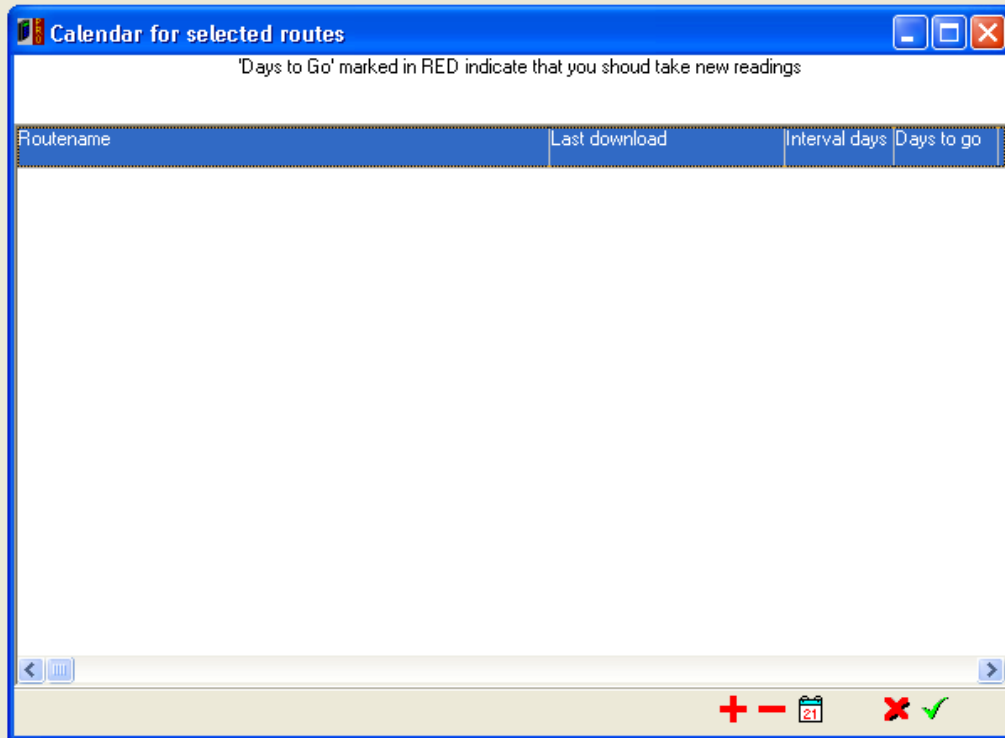 Calendar for selected routes
'Days to Go' marked in RED indicate that you shoud take new readings
Routename Last download Interval days Days to go
21